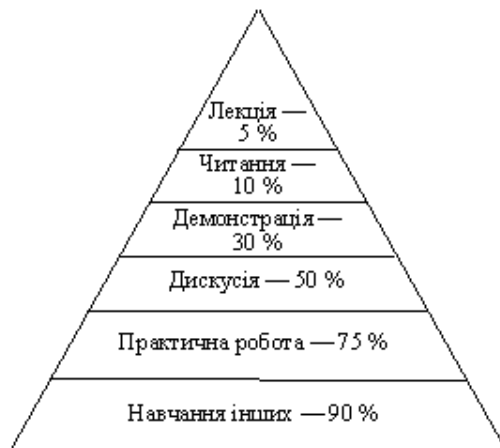 Лекція —
5 %
Читання —
10 %
Демонстрація —
30 %
Дискусія — 50 %
Практична робота — 75 %
Навчання інших — 90 %